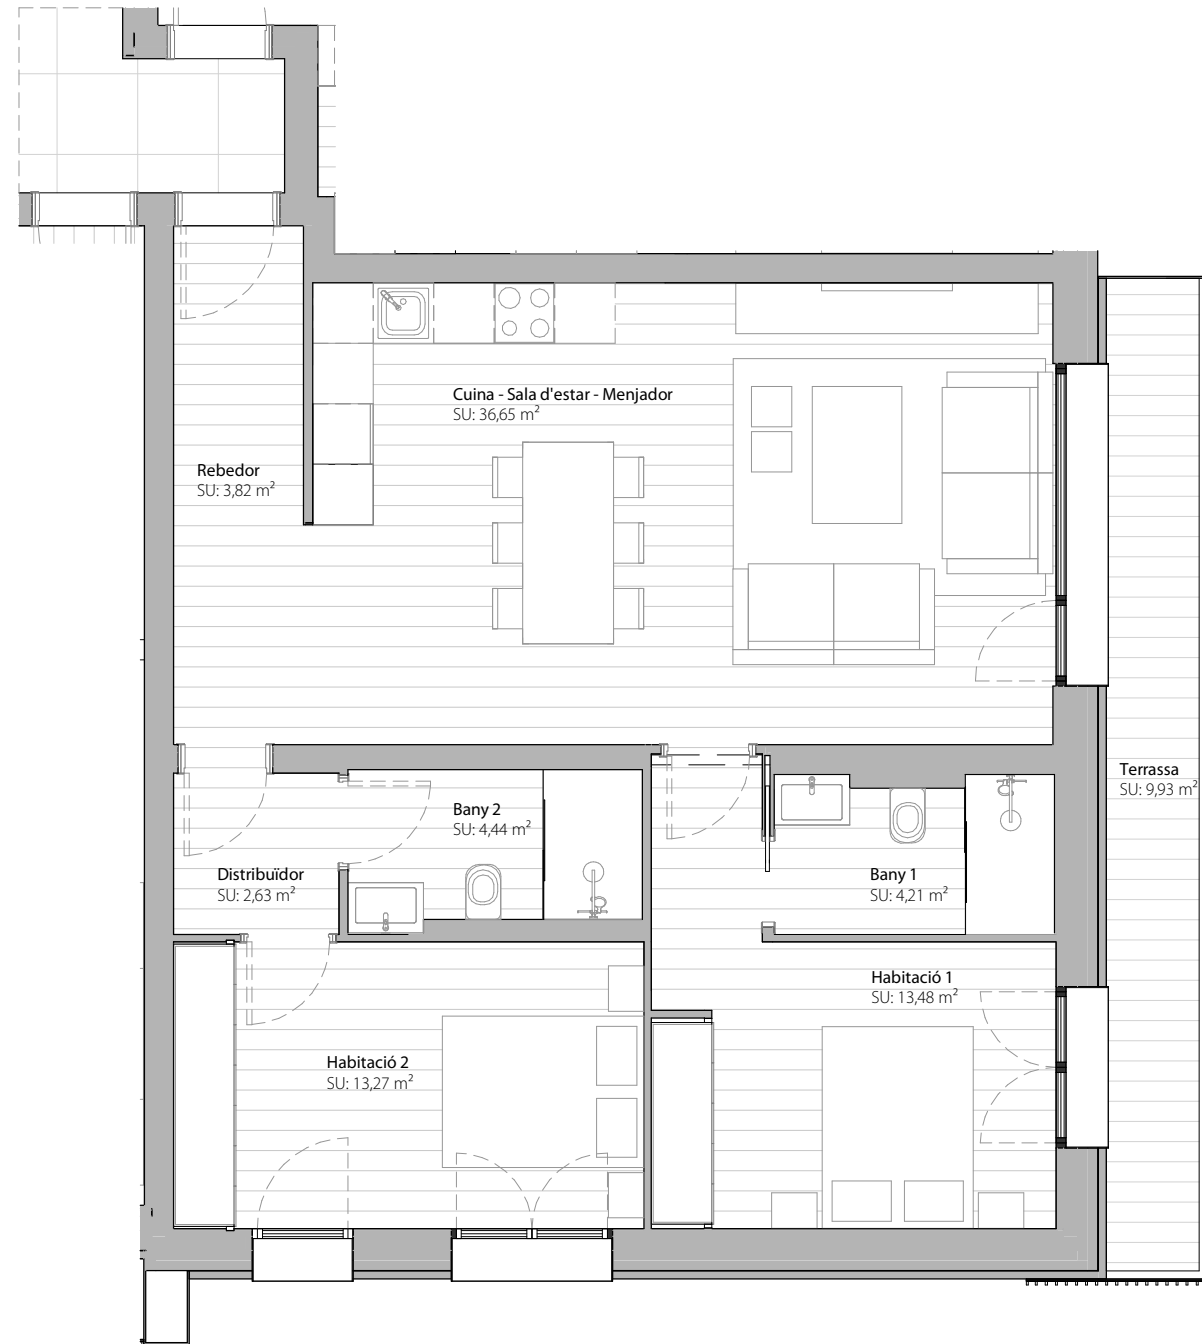 Cuina - Sala d'estar - Menjador
SU: 36,65 m²
Rebedor
SU: 3,82 m²
Terrassa
SU: 9,93 m²
Bany 2
SU: 4,44 m²
Distribuïdor
SU: 2,63 m²
Bany 1
SU: 4,21 m²
Habitació 1
SU: 13,48 m²
Habitació 2
SU: 13,27 m²